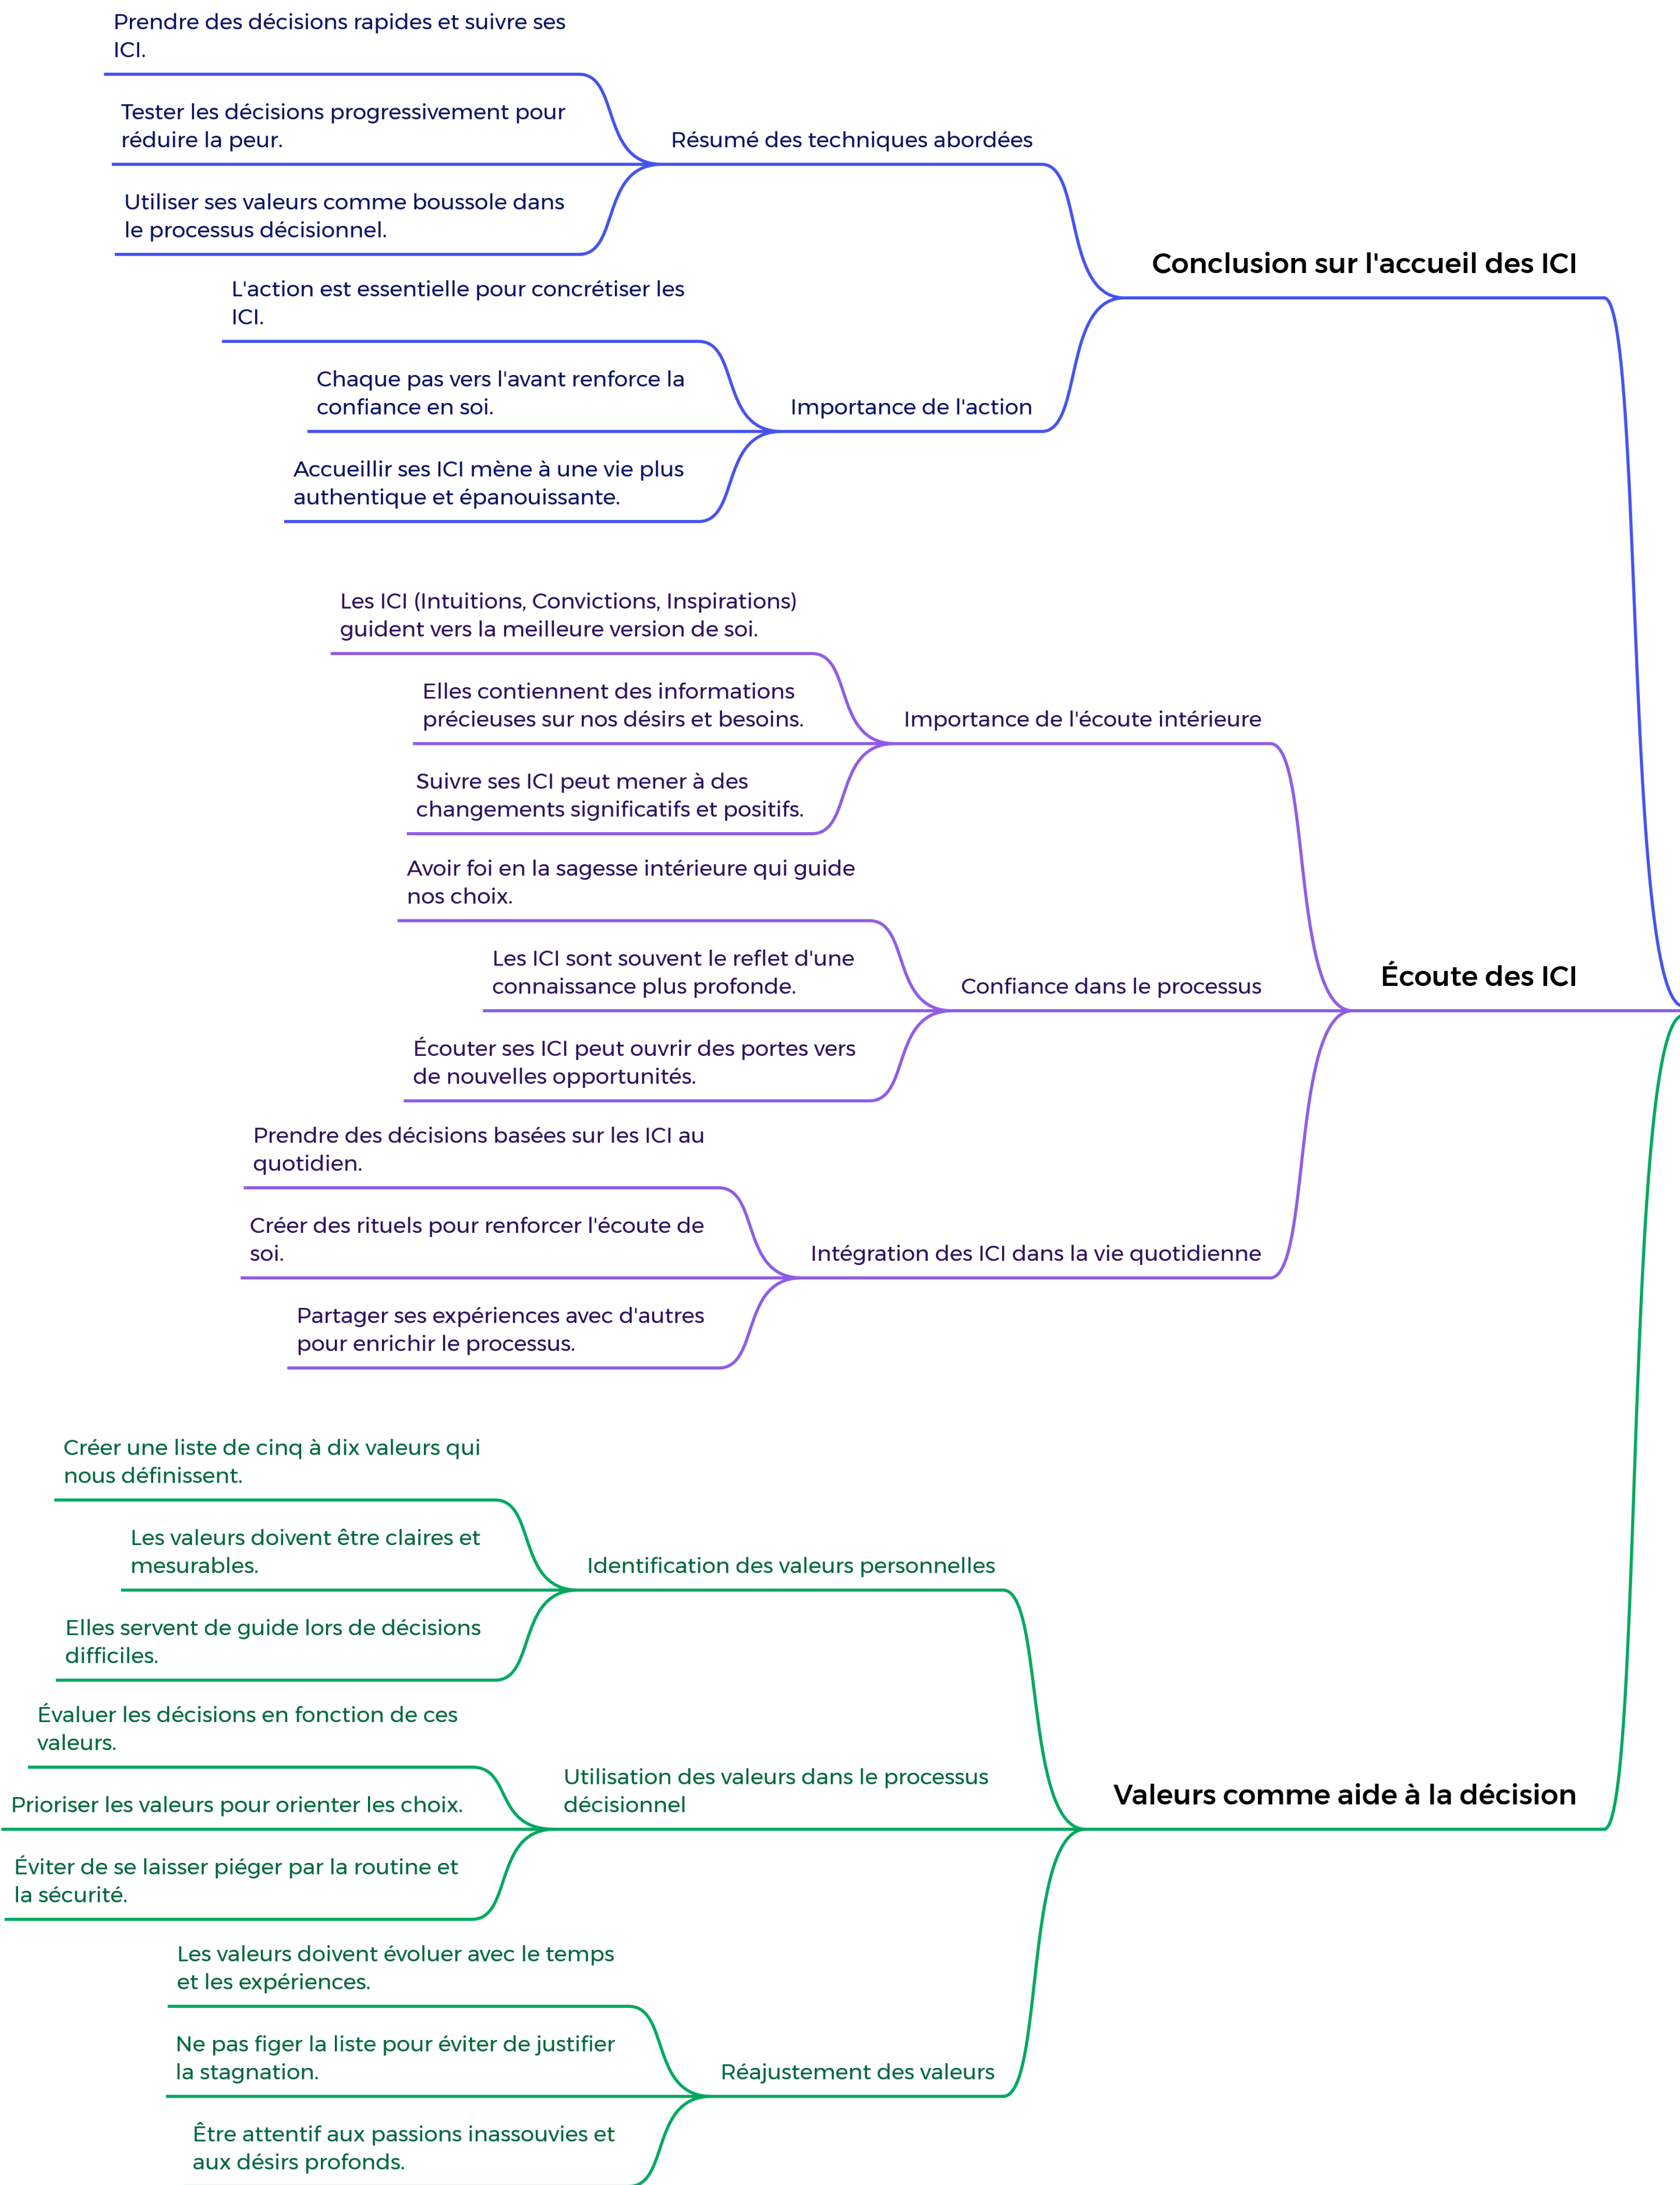 Prendre des décisions rapides et suivre ses
ICI.
Tester les décisions progressivement pour
réduire la peur.
Résumé des techniques abordées
Utiliser ses valeurs comme boussole dans
le processus décisionnel.
Conclusion sur l'accueil des ICI
L'action est essentielle pour concrétiser les
ICI.
Chaque pas vers l'avant renforce la
confiance en soi.
Importance de l'action
Accueillir ses ICI mène à une vie plus
authentique et épanouissante.
Les ICI (Intuitions, Convictions, Inspirations)
guident vers la meilleure version de soi.
Elles contiennent des informations
précieuses sur nos désirs et besoins.
Importance de l'écoute intérieure
Suivre ses ICI peut mener à des
changements significatifs et positifs.
Avoir foi en la sagesse intérieure qui guide
nos choix.
Les ICI sont souvent le reflet d'une
connaissance plus profonde.
Confiance dans le processus
Écoute des ICI
Écouter ses ICI peut ouvrir des portes vers
de nouvelles opportunités.
Prendre des décisions basées sur les ICI au
quotidien.
Créer des rituels pour renforcer l'écoute de
soi.
Intégration des ICI dans la vie quotidienne
Partager ses expériences avec d'autres
pour enrichir le processus.
Créer une liste de cinq à dix valeurs qui
nous définissent.
Les valeurs doivent être claires et
mesurables.
Identification des valeurs personnelles
Elles servent de guide lors de décisions
difficiles.
Évaluer les décisions en fonction de ces
valeurs.
Prioriser les valeurs pour orienter les choix.
Utilisation des valeurs dans le processus
décisionnel
Valeurs comme aide à la décision
Éviter de se laisser piéger par la routine et
la sécurité.
Les valeurs doivent évoluer avec le temps
et les expériences.
Ne pas figer la liste pour éviter de justifier
la stagnation.
Réajustement des valeurs
Être attentif aux passions inassouvies et
aux désirs profonds.